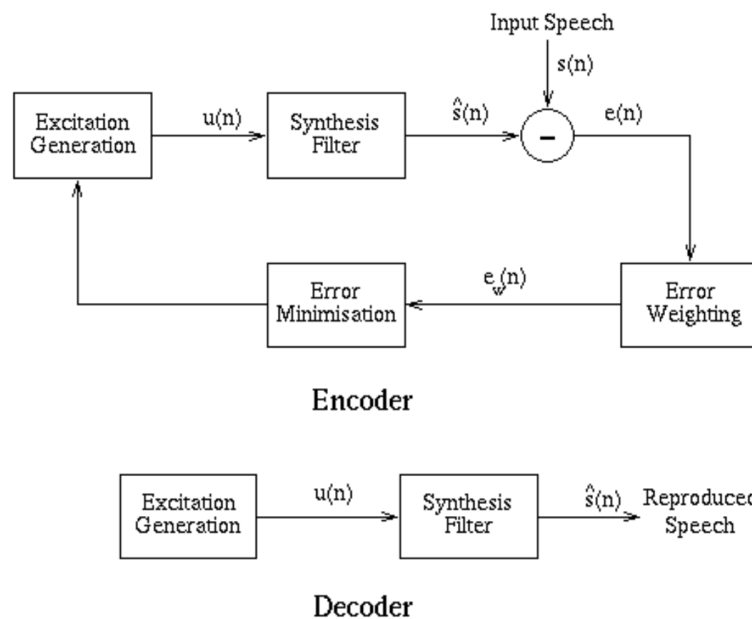 Input Speech
s(n)
Excitation
Generation
u(n)
Synthesis
Filter
ŝ(n)
-
e(n)
Error
Minimisation
e_w(n)
Error
Weighting
Encoder
Excitation
Generation
u(n)
Synthesis
Filter
ŝ(n)
Reproduced
Speech
Decoder